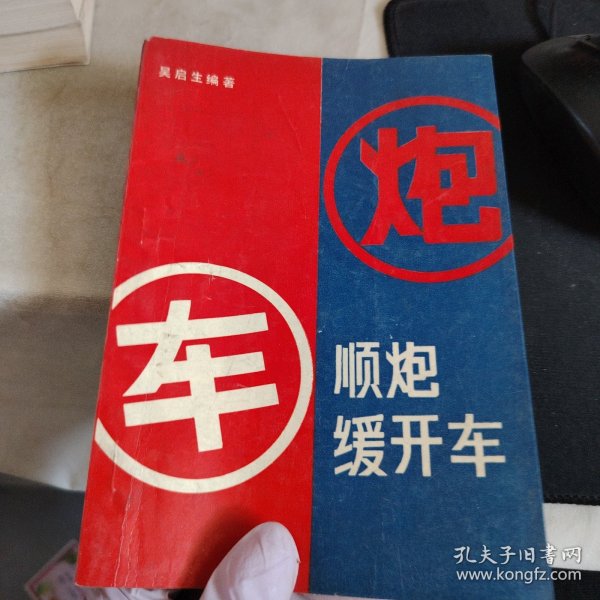 吴启生编著
炮
车
顺炮
缓开车
孔夫子旧书网
www.kongfz.com